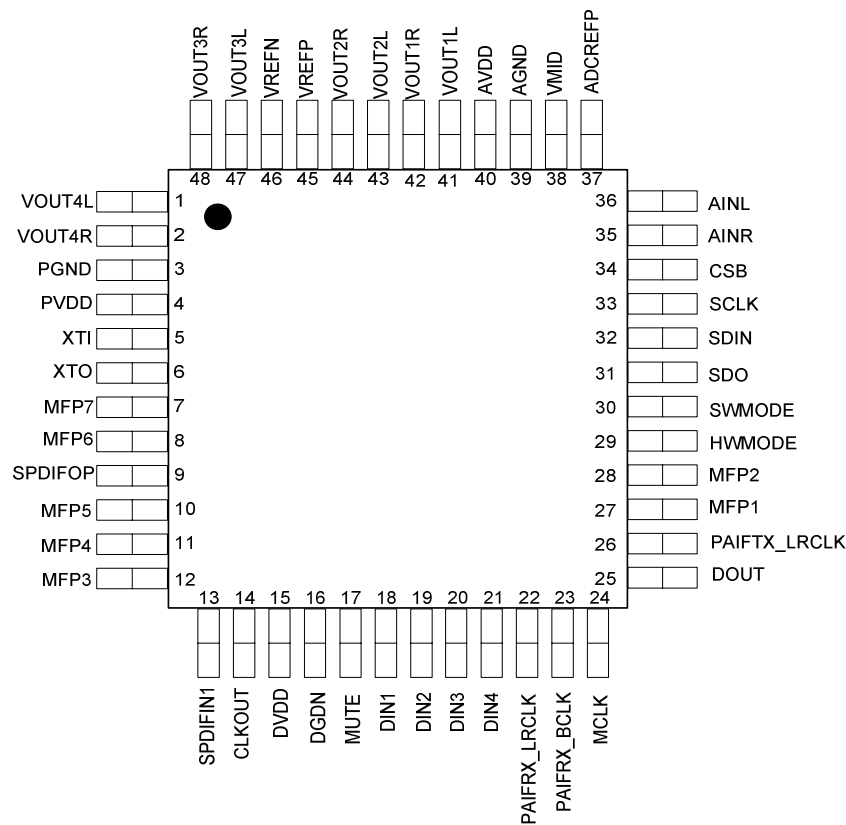 VOUT3R VOUT3L VREFN VREFP VOUT2R VOUT2L VOUT1R VOUT1L AVDD AGND VMID ADCREFP
48 47 46 45 44 43 42 41 40 39 38 37
VOUT4L 1 36 AINL
VOUT4R 2 35 AINR
PGND 3 34 CSB
PVDD 4 33 SCLK
XTI 5 32 SDIN
XTO 6 31 SDO
MFP7 7 30 SWMODE
MFP6 8 29 HWMODE
SPDIFOP 9 28 MFP2
MFP5 10 27 MFP1
MFP4 11 26 PAIFTX_LRCLK
MFP3 12 25 DOUT
13 14 15 16 17 18 19 20 21 22 23 24
SPDIFIN1 CLKOUT DVDD DGDN MUTE DIN1 DIN2 DIN3 DIN4 PAIFRX_LRCLK PAIFRX_BCLK MCLK